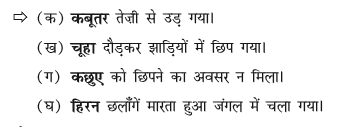 ⇨ (क) कबूतर तेज़ी से उड़ गया।
(ख) चूहा दौड़कर झाड़ियों में छिप गया।
(ग) कछुए को छिपने का अवसर न मिला।
(घ) हिरन छलाँगें मारता हुआ जंगल में चला गया।